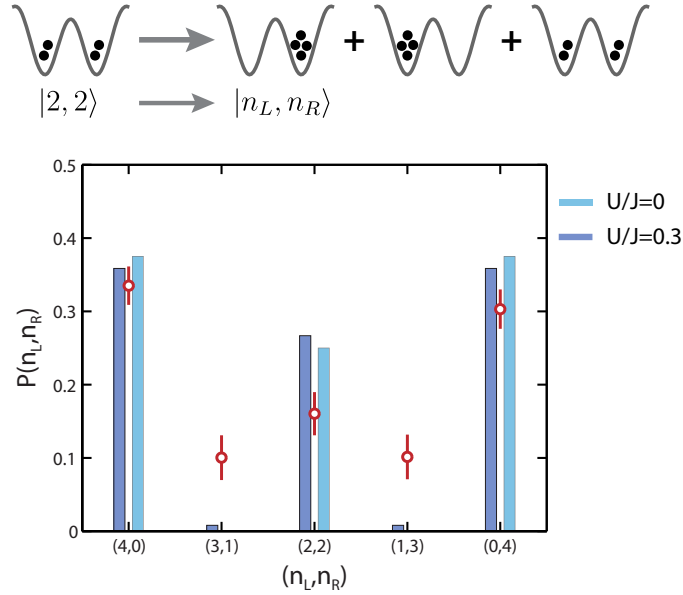 + +
|2, 2⟩ |n_L, n_R⟩
0.5
0.4
0.3
0.2
0.1
0
P(n_L,n_R)
(4,0) (3,1) (2,2) (1,3) (0,4)
(n_L,n_R)
U/J=0
U/J=0.3